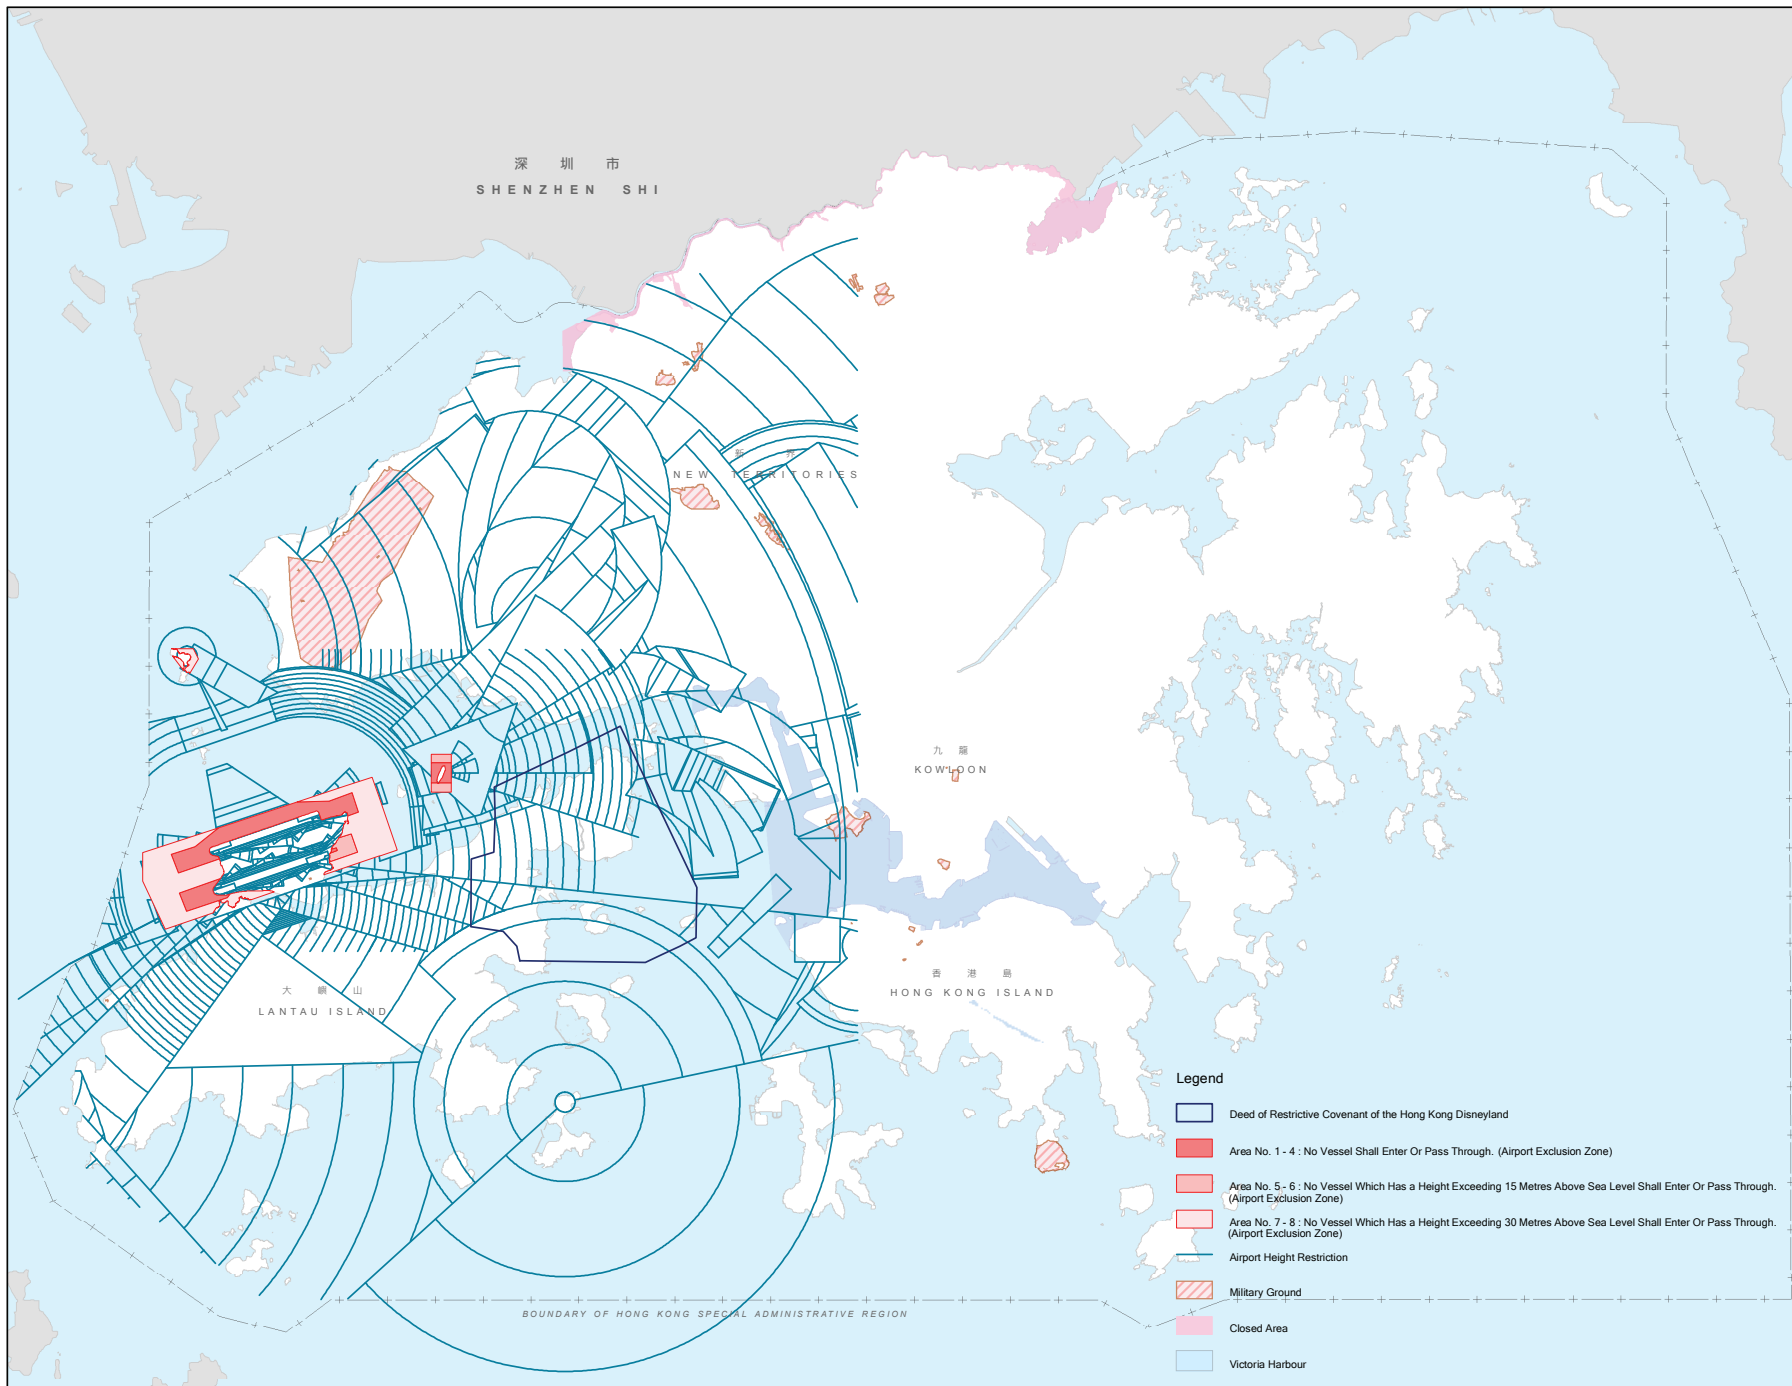 深 圳 市
SHENZHEN SHI
新 界
NEW TERRITORIES
九 龍
KOWLOON
香 港 島
HONG KONG ISLAND
大 嶼 山
LANTAU ISLAND
BOUNDARY OF HONG KONG SPECIAL ADMINISTRATIVE REGION
Legend
Deed of Restrictive Covenant of the Hong Kong Disneyland
Area No. 1 - 4 : No Vessel Shall Enter Or Pass Through. (Airport Exclusion Zone)
Area No. 5 - 6 : No Vessel Which Has a Height Exceeding 15 Metres Above Sea Level Shall Enter Or Pass Through.
(Airport Exclusion Zone)
Area No. 7 - 8 : No Vessel Which Has a Height Exceeding 30 Metres Above Sea Level Shall Enter Or Pass Through.
(Airport Exclusion Zone)
Airport Height Restriction
Military Ground
Closed Area
Victoria Harbour